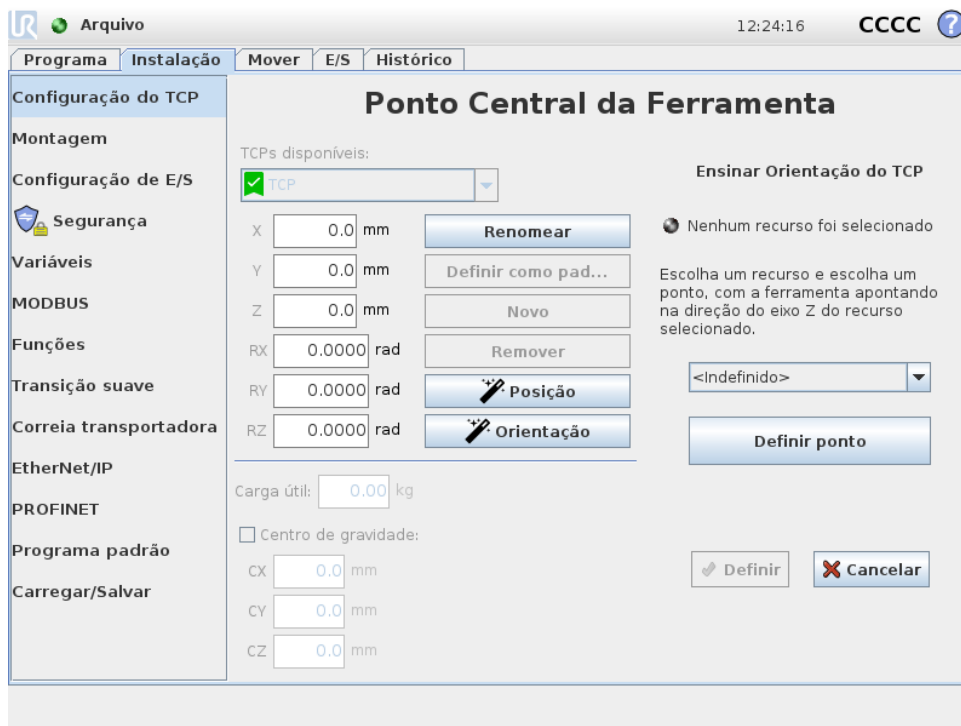 UR Arquivo 12:24:16 CCCC ?
Programa Instalação Mover E/S Histórico
Configuração do TCP
Montagem
Configuração de E/S
Segurança
Variáveis
MODBUS
Funções
Transição suave
Correia transportadora
EtherNet/IP
PROFINET
Programa padrão
Carregar/Salvar
Ponto Central da Ferramenta
TCPs disponíveis:
TCP
X 0.0 mm Renomear
Y 0.0 mm Definir como pad...
Z 0.0 mm Novo
RX 0.0000 rad Remover
RY 0.0000 rad Posição
RZ 0.0000 rad Orientação
Carga útil: 0.00 kg
Centro de gravidade:
CX 0.0 mm
CY 0.0 mm
CZ 0.0 mm
Ensinar Orientação do TCP
Nenhum recurso foi selecionado
Escolha um recurso e escolha um
ponto, com a ferramenta apontando
na direção do eixo Z do recurso
selecionado.
<Indefinido>
Definir ponto
Definir Cancelar